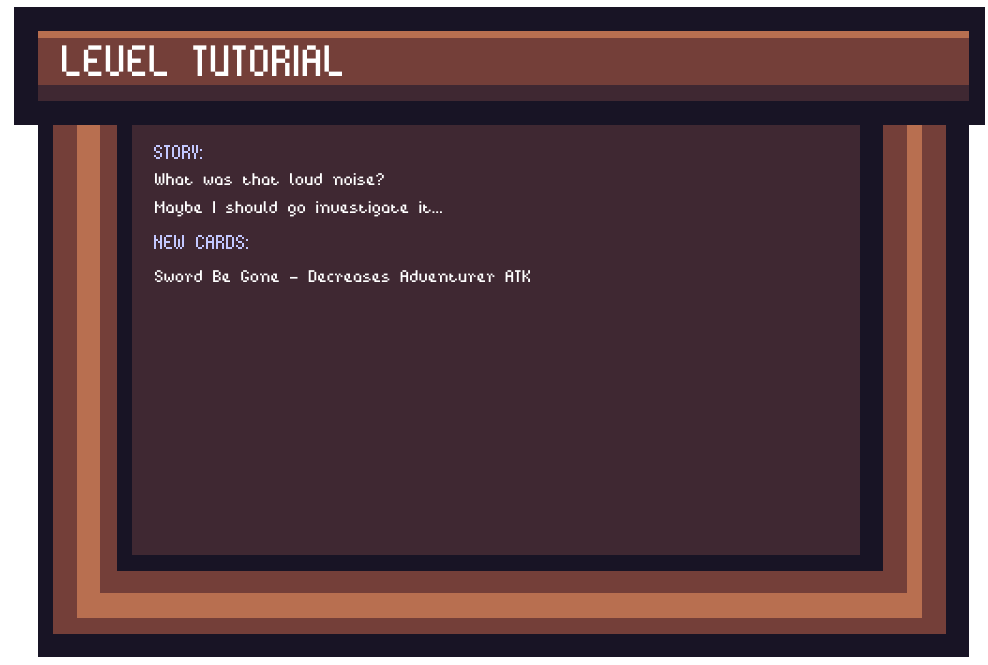 LEVEL TUTORIAL
STORY:
What was that loud noise?
Maybe I should go investigate it...
NEW CARDS:
Sword Be Gone - Decreases Adventurer ATK